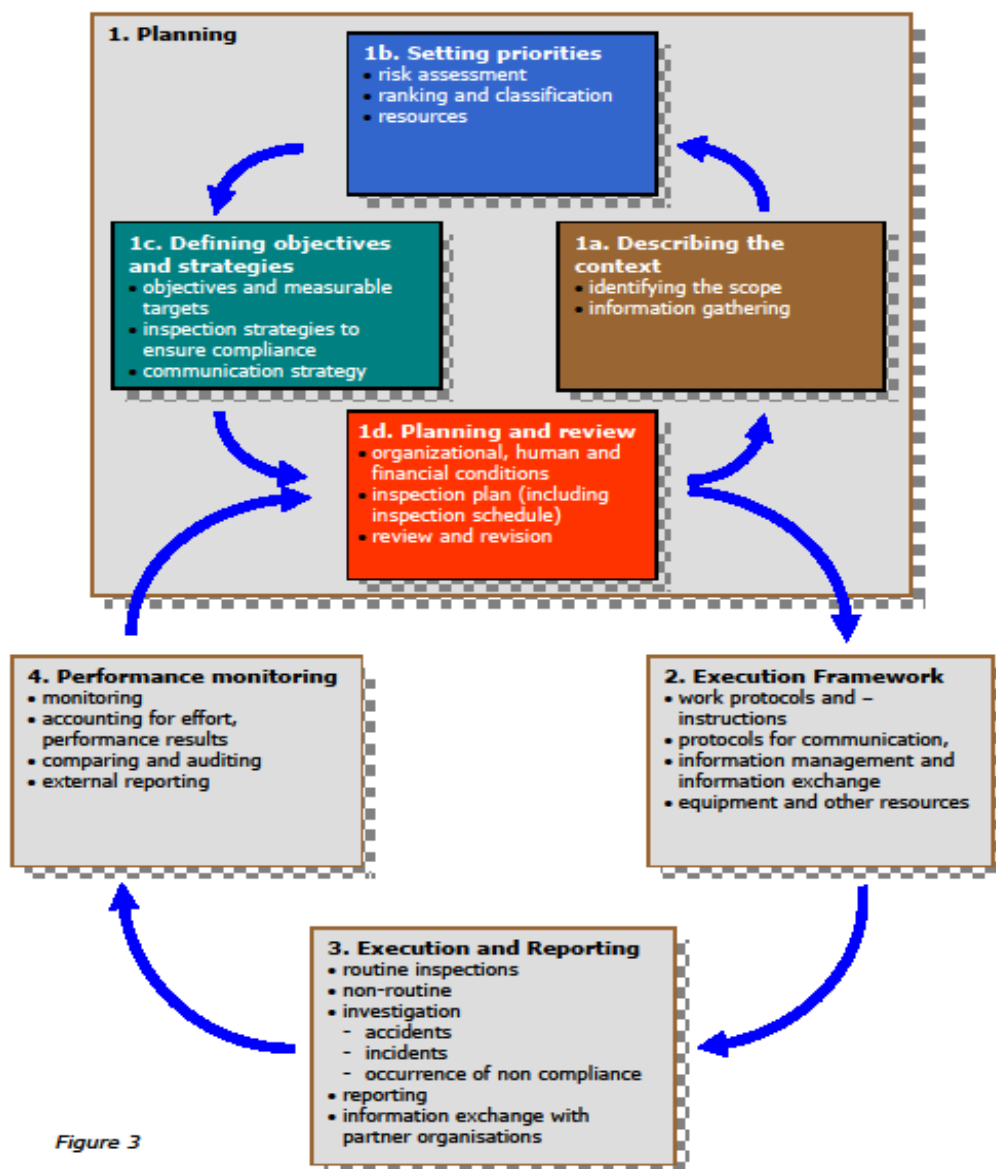 1. Planning
1b. Setting priorities
• risk assessment
• ranking and classification
• resources
1c. Defining objectives
and strategies
• objectives and measurable
targets
• inspection strategies to
ensure compliance
• communication strategy
1a. Describing the
context
• identifying the scope
• information gathering
1d. Planning and review
• organizational, human and
financial conditions
• inspection plan (including
inspection schedule)
• review and revision
4. Performance monitoring
• monitoring
• accounting for effort,
performance results
• comparing and auditing
• external reporting
2. Execution Framework
• work protocols and –
instructions
• protocols for communication,
• information management and
information exchange
• equipment and other resources
3. Execution and Reporting
• routine inspections
• non-routine
• investigation
- accidents
- incidents
- occurrence of non compliance
• reporting
• information exchange with
partner organisations
Figure 3